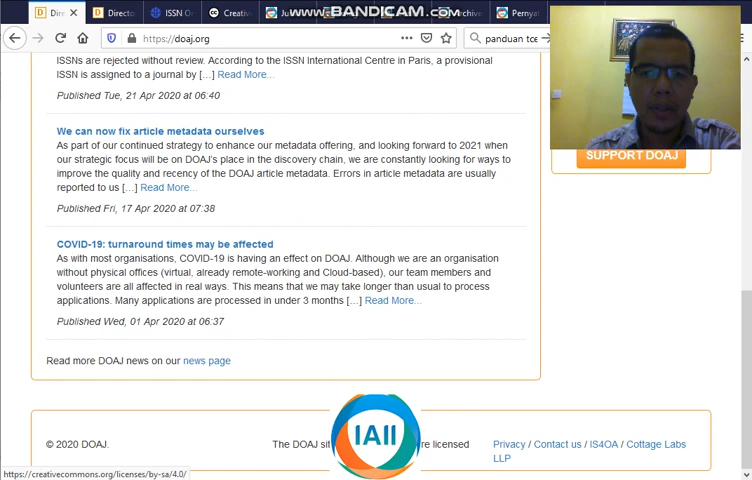 Dir
Directo
ISSN On
Creative
Ju
www.BANDICAM.com
rchive
Pernyat
https://doaj.org
panduan tce
ISSNs are rejected without review. According to the ISSN International Centre in Paris, a provisional
ISSN is assigned to a journal by […] Read More...
Published Tue, 21 Apr 2020 at 06:40
We can now fix article metadata ourselves
As part of our continued strategy to enhance our metadata offering, and looking forward to 2021 when
our strategic focus will be on DOAJ's place in the discovery chain, we are constantly looking for ways to
improve the quality and recency of the DOAJ article metadata. Errors in article metadata are usually
reported to us […] Read More...
Published Fri, 17 Apr 2020 at 07:38
COVID-19: turnaround times may be affected
As with most organisations, COVID-19 is having an effect on DOAJ. Although we are an organisation
without physical offices (virtual, already remote-working and Cloud-based), our team members and
volunteers are all affected in real ways. This means that we may take longer than usual to process
applications. Many applications are processed in under 3 months […] Read More...
Published Wed, 01 Apr 2020 at 06:37
Read more DOAJ news on our news page
SUPPORT DOAJ
IAII
© 2020 DOAJ.
The DOAJ sit
re licensed
Privacy / Contact us / IS4OA / Cottage Labs
LLP
https://creativecommons.org/licenses/by-sa/4.0/